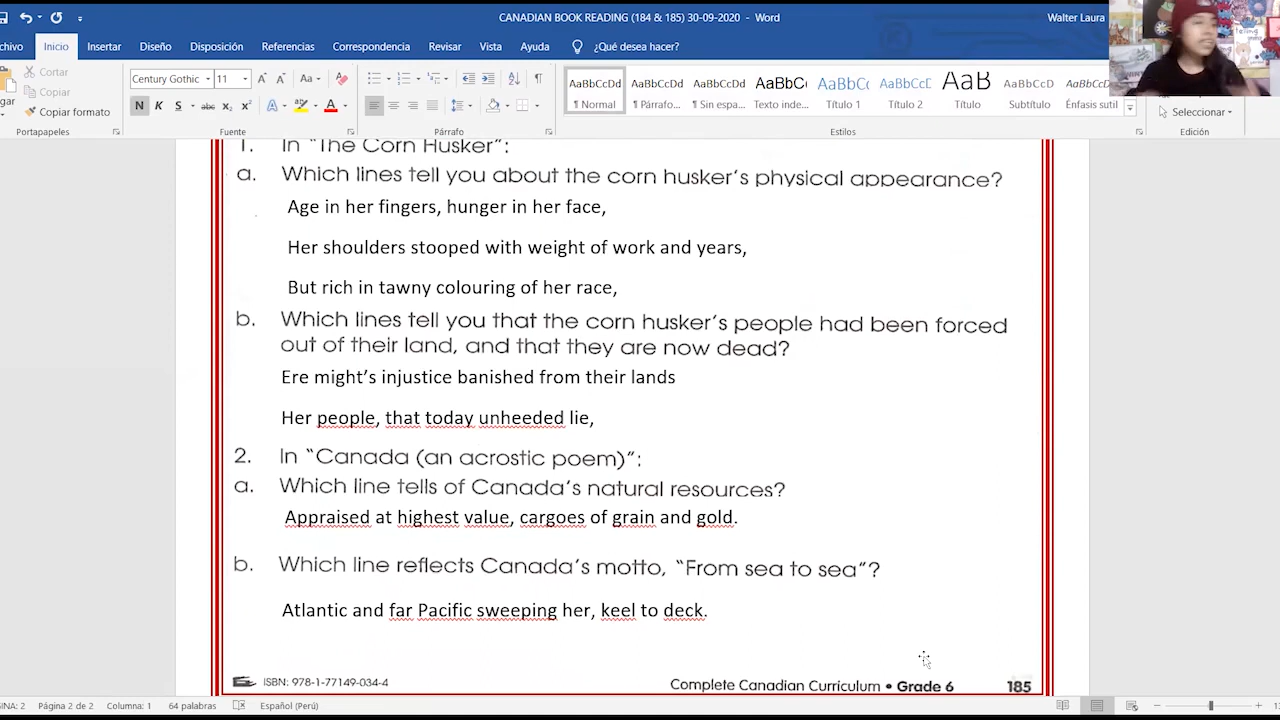 CANADIAN BOOK READING (184 & 185) 30-09-2020 - Word
Walter Laura
Inicio Insertar Diseño Disposición Referencias Correspondencia Revisar Vista Ayuda ¿Qué desea hacer?
Cortar
Copiar
Copiar formato
Century Gothic 11
N K S abc x₂ x²
AaBbCcDd AaBbCcDd AaBbCcDd AaBbC AaBbCcC AaBbCcC AaB AaBbCcD AaBbCcDd
¶ Normal ¶ Párrafo... ¶ Sin espa... Texto inde... Título 1 Título 2 Título Subtítulo Énfasis sutil
Seleccionar
Portapapeles Fuente Párrafo Estilos Edición
1. In "The Corn Husker":
a. Which lines tell you about the corn husker's physical appearance?
Age in her fingers, hunger in her face,
Her shoulders stooped with weight of work and years,
But rich in tawny colouring of her race,
b. Which lines tell you that the corn husker's people had been forced
out of their land, and that they are now dead?
Ere might's injustice banished from their lands
Her people, that today unheeded lie,
2. In "Canada (an acrostic poem)":
a. Which line tells of Canada's natural resources?
Appraised at highest value, cargoes of grain and gold.
b. Which line reflects Canada's motto, "From sea to sea"?
Atlantic and far Pacific sweeping her, keel to deck.
ISBN: 978-1-77149-034-4
Complete Canadian Curriculum • Grade 6 185
Página 2 de 2 Columna: 1 64 palabras Español (Perú)